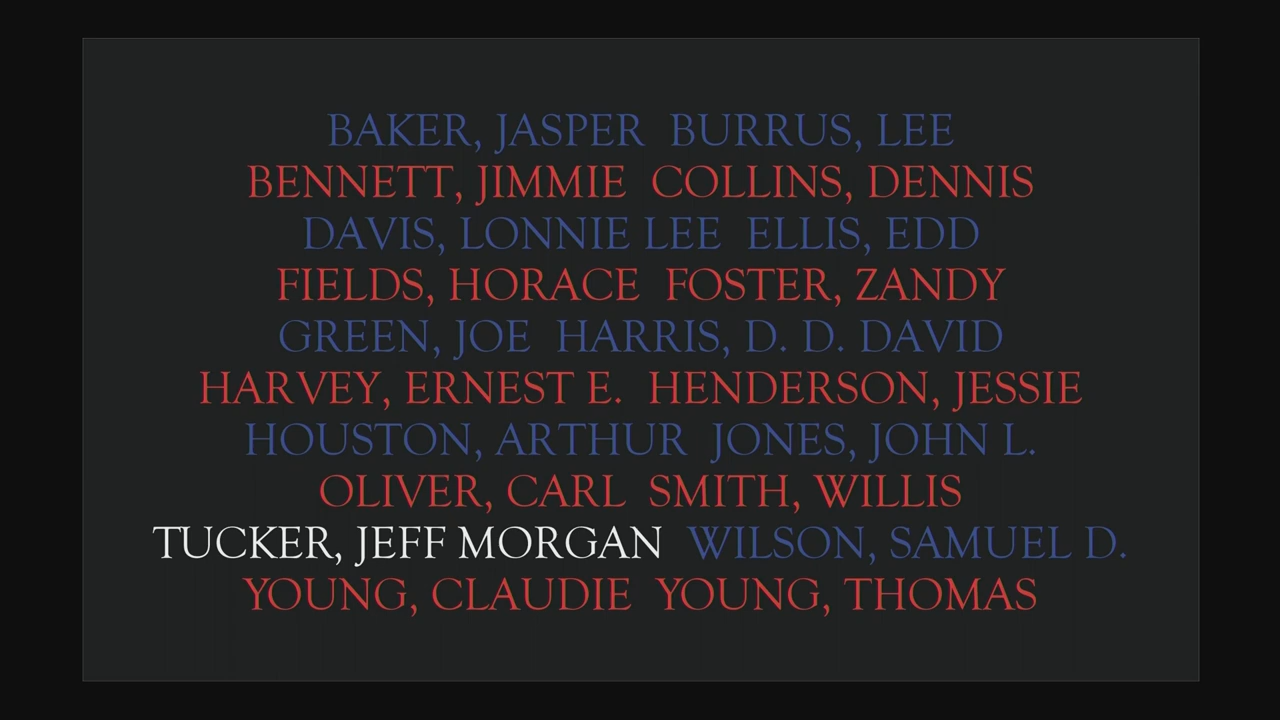 BAKER, JASPER  BURRUS, LEE
BENNETT, JIMMIE  COLLINS, DENNIS
DAVIS, LONNIE LEE  ELLIS, EDD
FIELDS, HORACE  FOSTER, ZANDY
GREEN, JOE  HARRIS, D. D. DAVID
HARVEY, ERNEST E.  HENDERSON, JESSIE
HOUSTON, ARTHUR  JONES, JOHN L.
OLIVER, CARL  SMITH, WILLIS
TUCKER, JEFF MORGAN  WILSON, SAMUEL D.
YOUNG, CLAUDIE  YOUNG, THOMAS